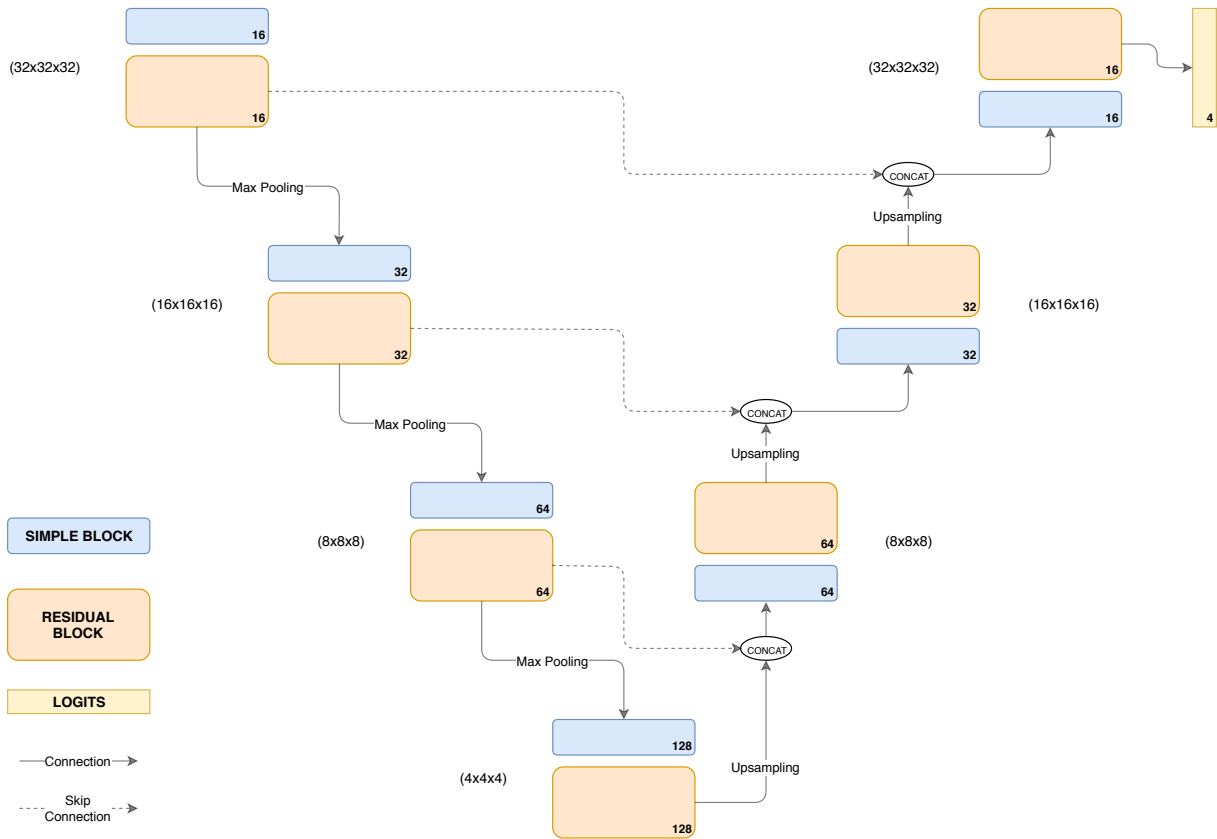 16
(32x32x32)
16
Max Pooling
32
(16x16x16)
32
Max Pooling
64
(8x8x8)
64
Max Pooling
128
(4x4x4)
128
Upsampling
CONCAT
64
64
(8x8x8)
Upsampling
CONCAT
32
32
(16x16x16)
Upsampling
CONCAT
16
(32x32x32)
16
4
SIMPLE BLOCK
RESIDUAL
BLOCK
LOGITS
Connection
Skip
Connection